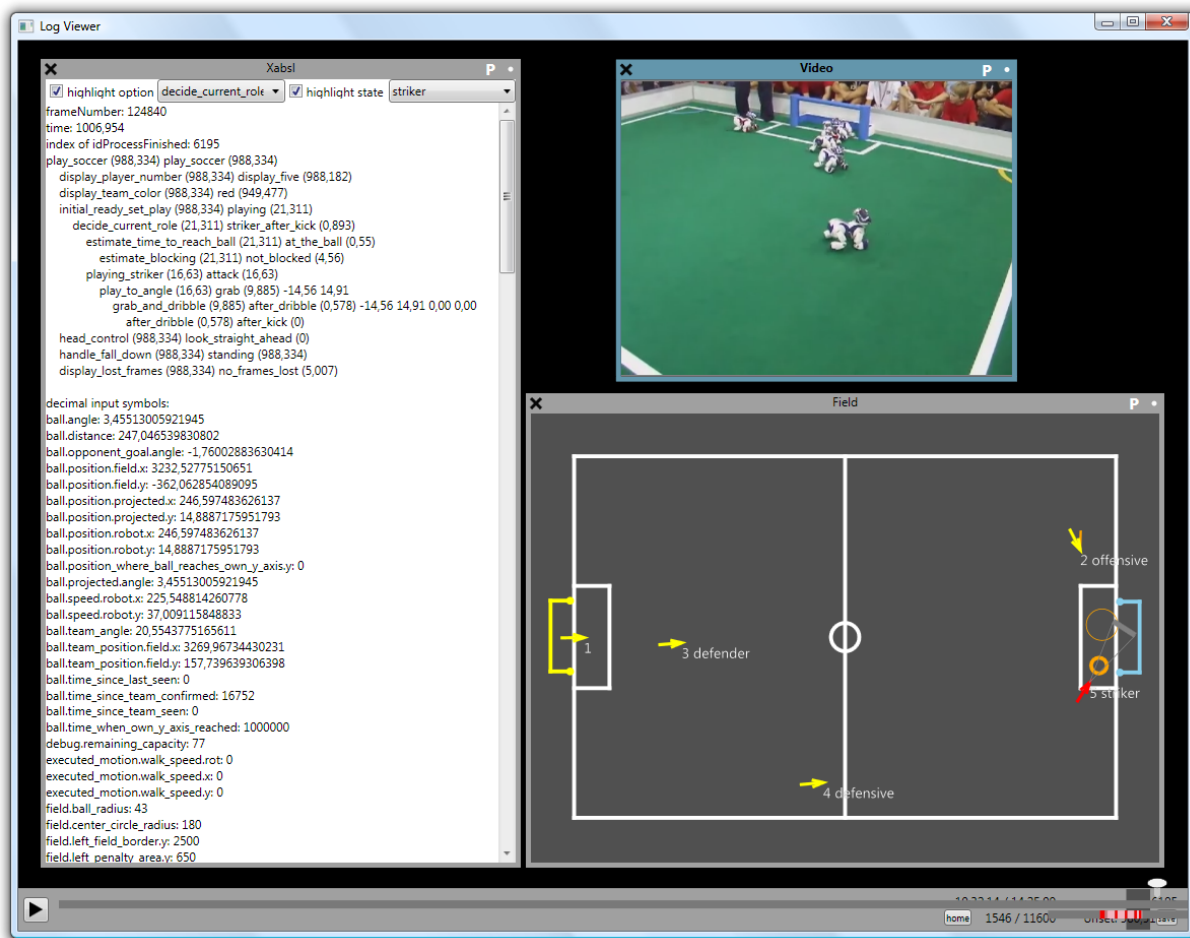 Log Viewer
Xabsl
P
highlight option
decide_current_role
highlight state
striker
frameNumber: 124840
time: 1006,954
index of idProcessFinished: 6195
play_soccer (988,334) play_soccer (988,334)
display_player_number (988,334) display_five (988,182)
display_team_color (988,334) red (949,477)
initial_ready_set_play (988,334) playing (21,311)
decide_current_role (21,311) striker_after_kick (0,893)
estimate_time_to_reach_ball (21,311) at_the_ball (0,55)
estimate_blocking (21,311) not_blocked (4,56)
playing_striker (16,63) attack (16,63)
play_to_angle (16,63) grab (9,885) -14,56 14,91
grab_and_dribble (9,885) after_dribble (0,578) -14,56 14,91 0,00 0,00
after_dribble (0,578) after_kick (0)
head_control (988,334) look_straight_ahead (0)
handle_fall_down (988,334) standing (988,334)
display_lost_frames (988,334) no_frames_lost (5,007)
decimal input symbols:
ball.angle: 3,45513005921945
ball.distance: 247,046539830802
ball.opponent_goal.angle: -1,76002883630414
ball.position.field.x: 3232,52775150651
ball.position.field.y: -362,062854089095
ball.position.projected.x: 246,597483626137
ball.position.projected.y: 14,8887175951793
ball.position.robot.x: 246,597483626137
ball.position.robot.y: 14,8887175951793
ball.position_where_ball_reaches_own_y_axis.y: 0
ball.projected.angle: 3,45513005921945
ball.speed.robot.x: 225,548814260778
ball.speed.robot.y: 37,009115848833
ball.team_angle: 20,5543775165611
ball.team_position.field.x: 3269,96734430231
ball.team_position.field.y: 157,739639306398
ball.time_since_last_seen: 0
ball.time_since_team_confirmed: 16752
ball.time_since_team_seen: 0
ball.time_when_own_y_axis_reached: 1000000
debug.remaining_capacity: 77
executed_motion.walk_speed.rot: 0
executed_motion.walk_speed.x: 0
executed_motion.walk_speed.y: 0
field.ball_radius: 43
field.center_circle_radius: 180
field.left_field_border.y: 2500
field.left_penalty_area.y: 650
Video
P
Field
P
2 offensive
1
3 defender
5 striker
4 defensive
6195
home
1546 / 11600